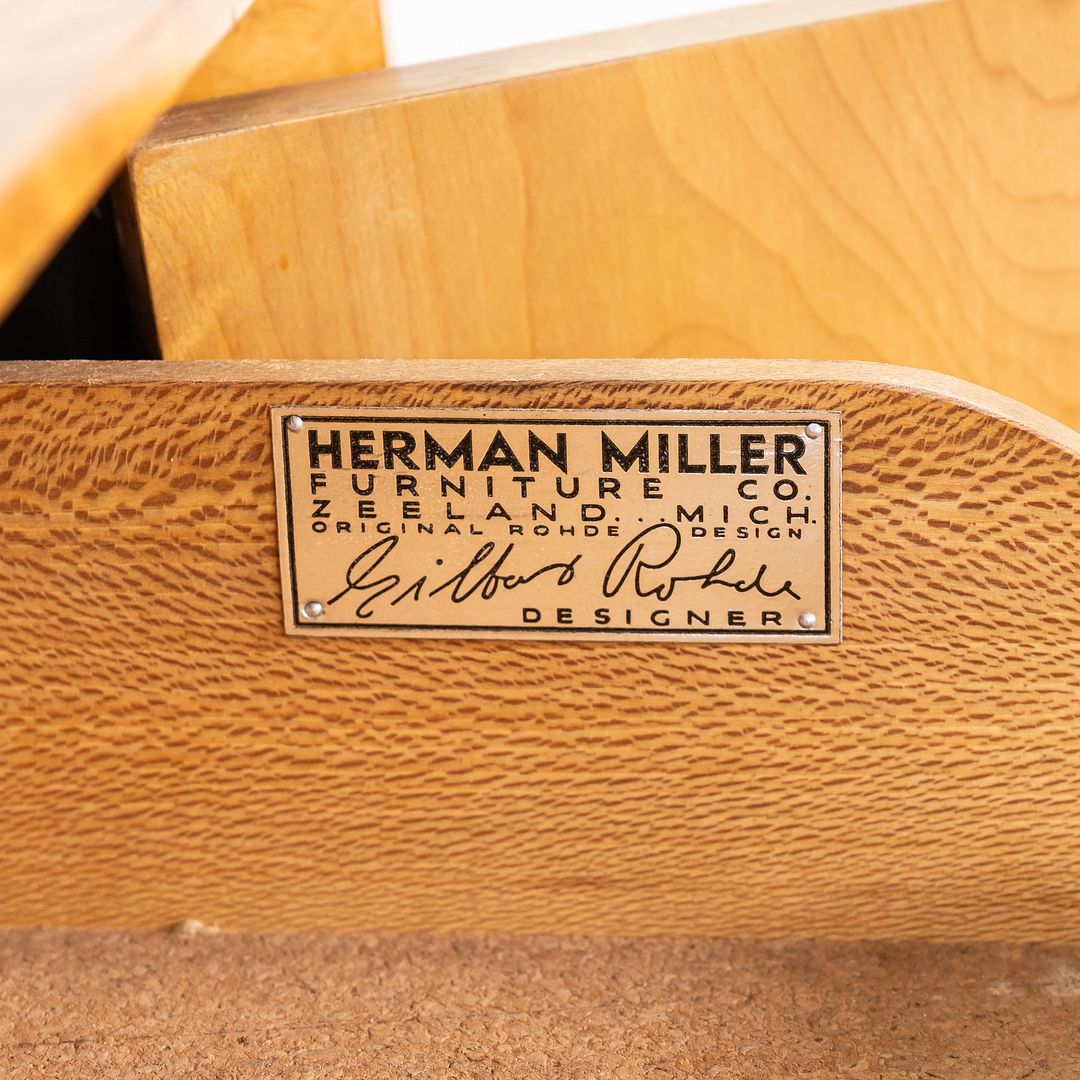 HERMAN MILLER
FURNITURE CO.
ZEELAND...MICH.
ORIGINAL ROHDE DESIGN
Gilbert Rohde
DESIGNER